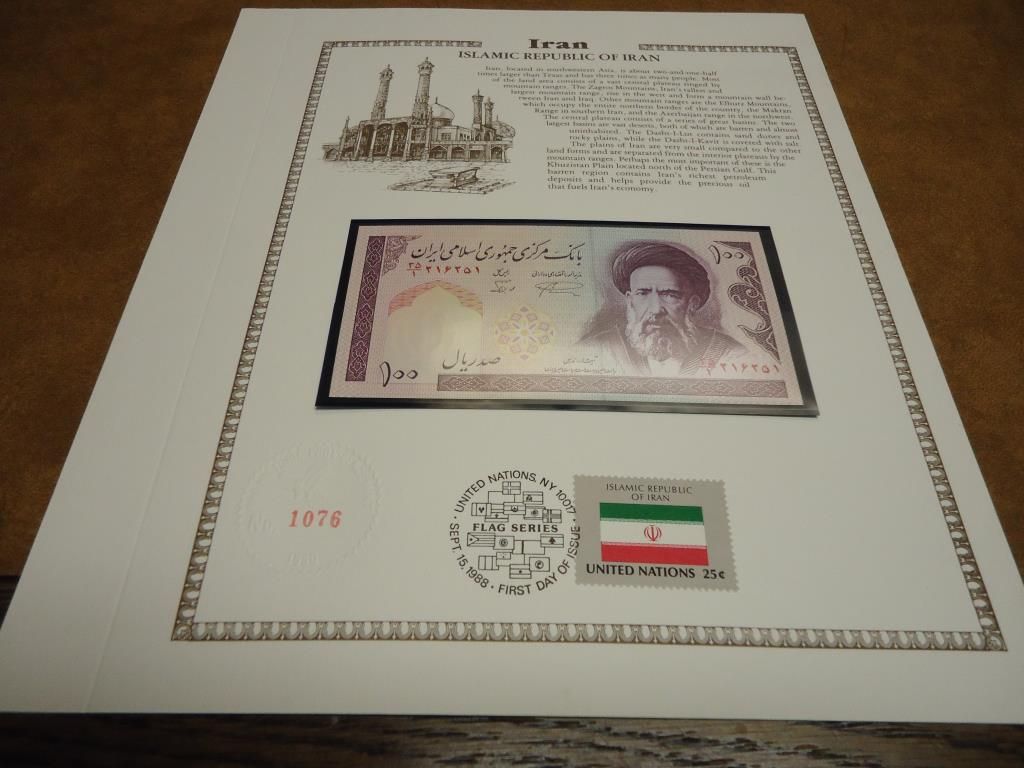 Iran
ISLAMIC REPUBLIC OF IRAN
Iran, located in southwestern Asia, is about two-and-one-half
times larger than Texas and has three times as many people. Most
of the land area consists of a vast central plateau ringed by
mountain ranges. The Zagros Mountains, Iran's tallest and
largest mountain range, rise in the west and form a mountain wall be-
tween Iran and Iraq. Other mountain ranges are the Elburz Mountains,
which occupy the entire northern border of the country, the Makran
Range in southern Iran, and the Azerbaijan range in the northwest.
The central plateau consists of a series of great basins. The two
largest basins are vast deserts, both of which are barren and almost
uninhabited. The Dasht-I-Lut contains sand dunes and
rocky plains, while the Dasht-I-Kavir is covered with salt.
The plains of Iran are very small compared to the other
land forms and are separated from the interior plateaus by the
mountain ranges. Perhaps the most important of these is the
Khuzistan Plain located north of the Persian Gulf. This
barren region contains Iran's richest petroleum
deposits and helps provide the precious oil
that fuels Iran's economy.
بانک مرکزی جمهوری اسلامی ایران
۱۰۰
۳۵/۱ ۲۱۶۲۵۱
صد ریال
۱۰۰
۲۱۶۲۵۱
No. 1076
UNITED NATIONS, NY 10017
FLAG SERIES
SEPT. 15, 1988 • FIRST DAY OF ISSUE
ISLAMIC REPUBLIC
OF IRAN
UNITED NATIONS 25¢